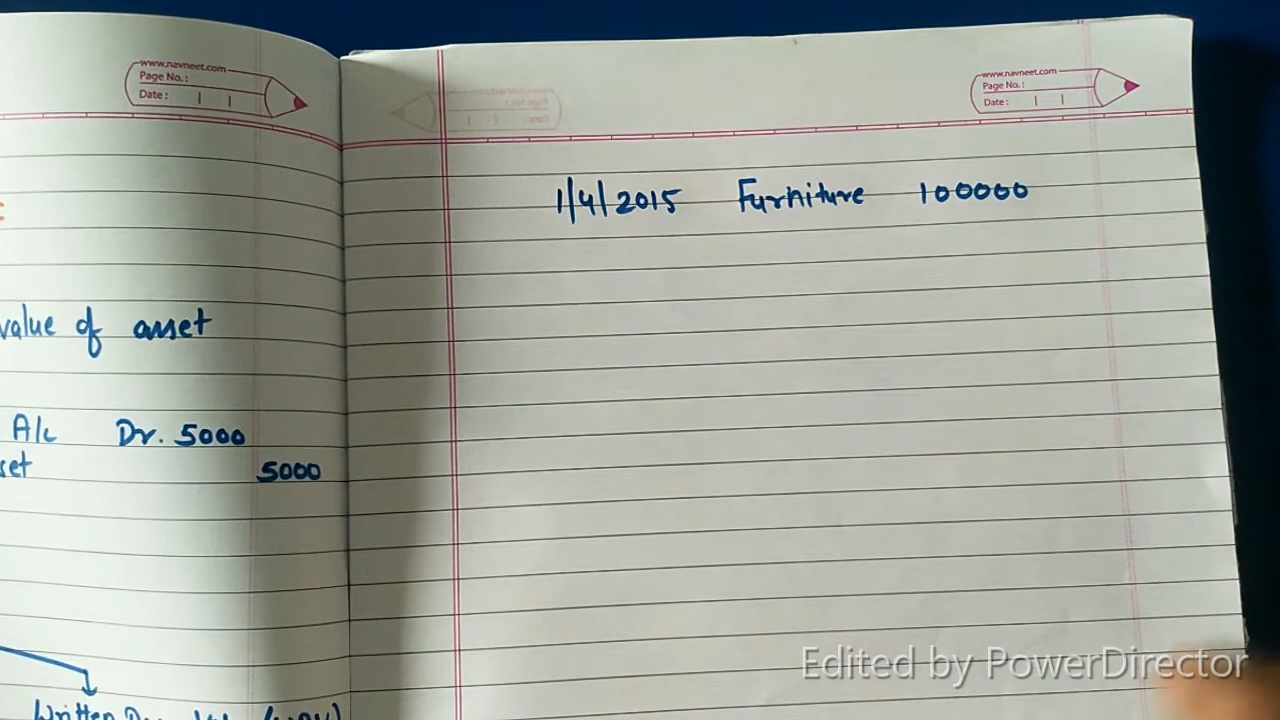 www.navneet.com
Page No. :
Date :
value of asset
A/c Dr. 5000
set 5000
www.navneet.com
Page No. :
Date :
1/4/2015 Furniture 100000
Edited by PowerDirector